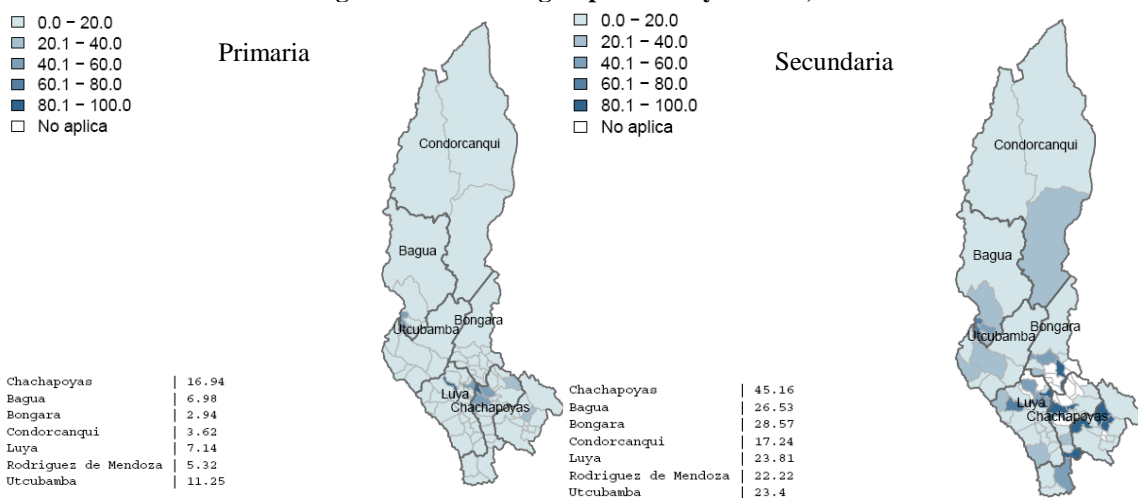 0.0 − 20.0
20.1 − 40.0
40.1 − 60.0
60.1 − 80.0
80.1 − 100.0
No aplica
Primaria
Condorcanqui
Bagua
Utcubamba
Bongara
Luya
Chachapoyas
Chachapoyas | 16.94
Bagua | 6.98
Bongara | 2.94
Condorcanqui | 3.62
Luya | 7.14
Rodriguez de Mendoza | 5.32
Utcubamba | 11.25
0.0 − 20.0
20.1 − 40.0
40.1 − 60.0
60.1 − 80.0
80.1 − 100.0
No aplica
Secundaria
Condorcanqui
Bagua
Utcubamba
Bongara
Luya
Chachapoyas
Chachapoyas | 45.16
Bagua | 26.53
Bongara | 28.57
Condorcanqui | 17.24
Luya | 23.81
Rodriguez de Mendoza | 22.22
Utcubamba | 23.4